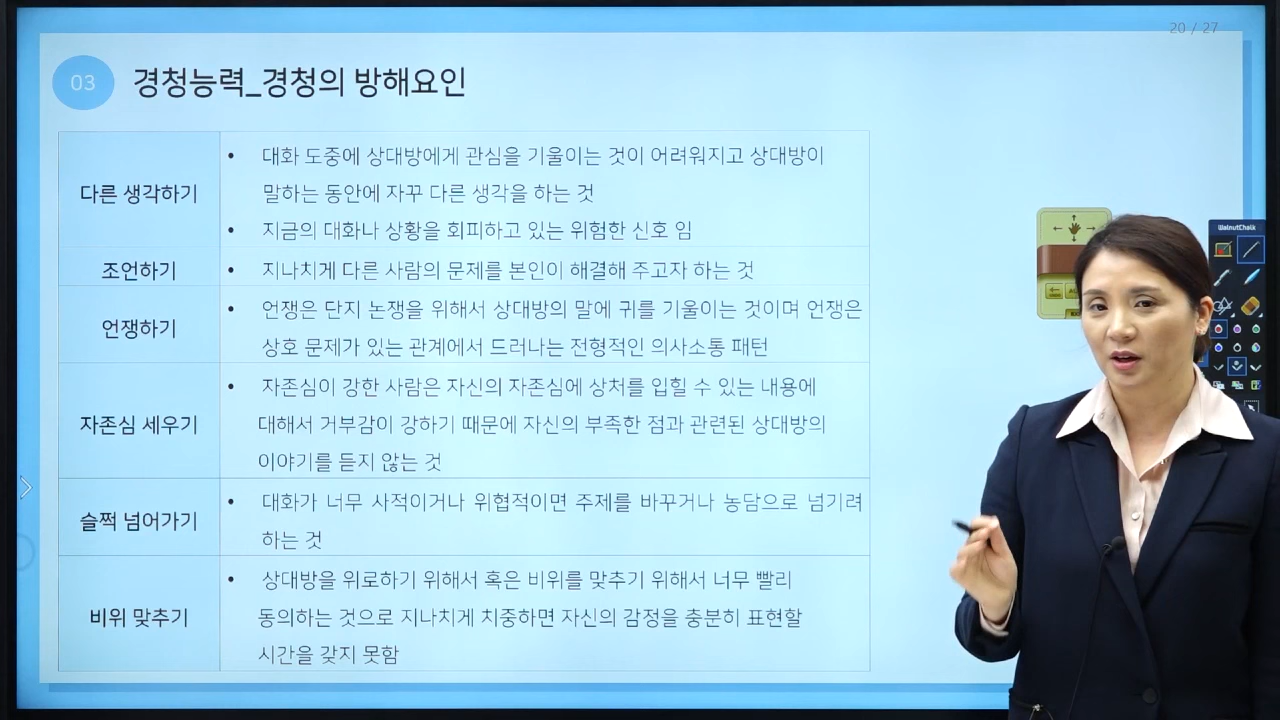 20 / 27
03
경청능력_경청의 방해요인
다른 생각하기
• 대화 도중에 상대방에게 관심을 기울이는 것이 어려워지고 상대방이
말하는 동안에 자꾸 다른 생각을 하는 것
• 지금의 대화나 상황을 회피하고 있는 위험한 신호 임
조언하기
• 지나치게 다른 사람의 문제를 본인이 해결해 주고자 하는 것
언쟁하기
• 언쟁은 단지 논쟁을 위해서 상대방의 말에 귀를 기울이는 것이며 언쟁은
상호 문제가 있는 관계에서 드러나는 전형적인 의사소통 패턴
자존심 세우기
• 자존심이 강한 사람은 자신의 자존심에 상처를 입힐 수 있는 내용에
대해서 거부감이 강하기 때문에 자신의 부족한 점과 관련된 상대방의
이야기를 듣지 않는 것
슬쩍 넘어가기
• 대화가 너무 사적이거나 위협적이면 주제를 바꾸거나 농담으로 넘기려
하는 것
비위 맞추기
• 상대방을 위로하기 위해서 혹은 비위를 맞추기 위해서 너무 빨리
동의하는 것으로 지나치게 치중하면 자신의 감정을 충분히 표현할
시간을 갖지 못함
WalnutChalk